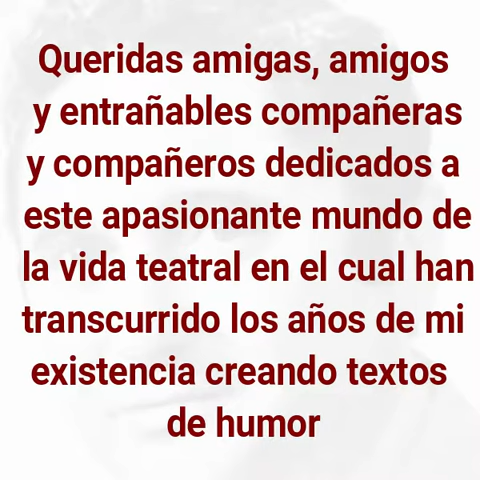 Queridas amigas, amigos
y entrañables compañeras
y compañeros dedicados a
este apasionante mundo de
la vida teatral en el cual han
transcurrido los años de mi
existencia creando textos
de humor